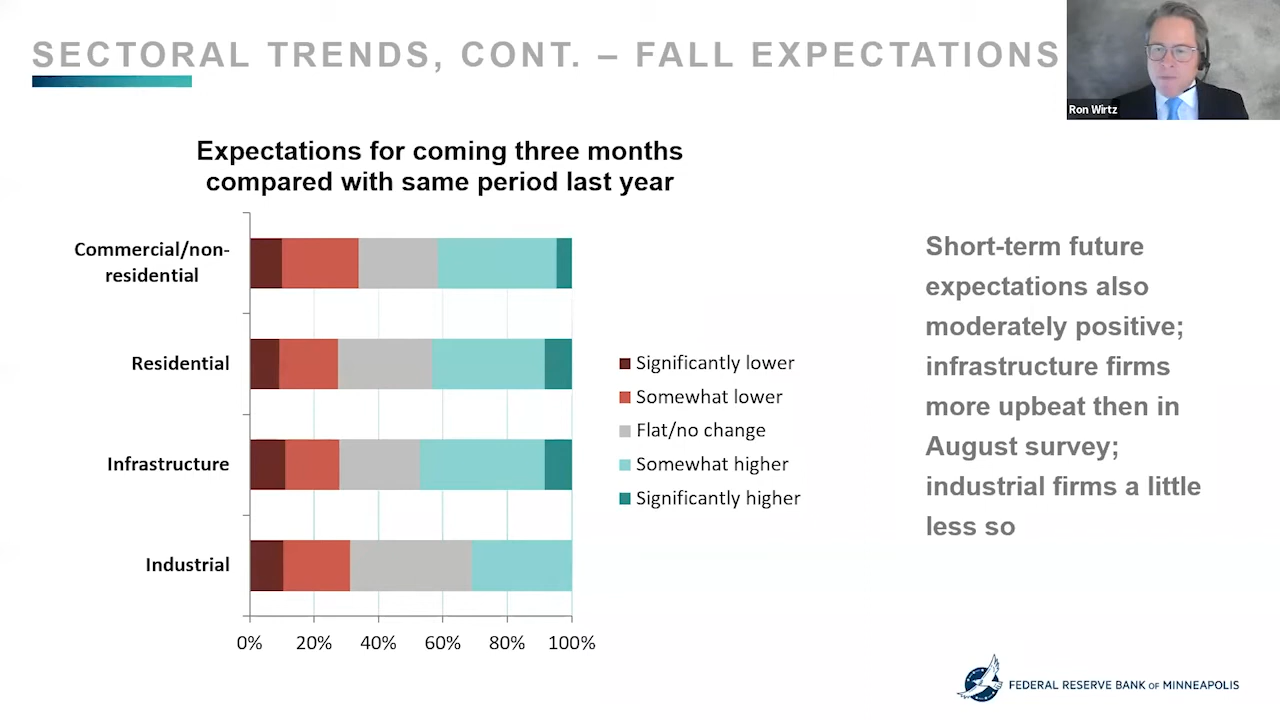 SECTORAL TRENDS, CONT. – FALL EXPECTATIONS
Ron Wirtz
Expectations for coming three months
compared with same period last year
Commercial/non-
residential
Residential
Infrastructure
Industrial
0% 20% 40% 60% 80% 100%
Significantly lower
Somewhat lower
Flat/no change
Somewhat higher
Significantly higher
Short-term future
expectations also
moderately positive;
infrastructure firms
more upbeat then in
August survey;
industrial firms a little
less so
FEDERAL RESERVE BANK OF MINNEAPOLIS